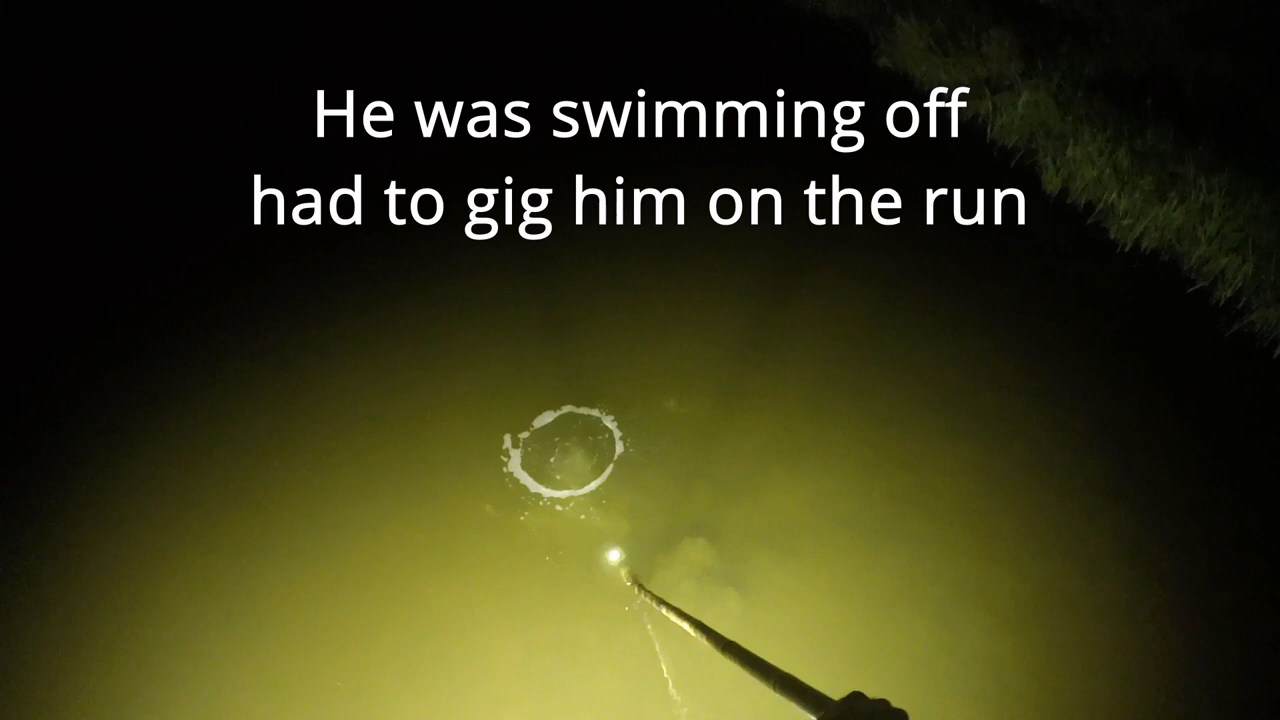 He was swimming off
had to gig him on the run